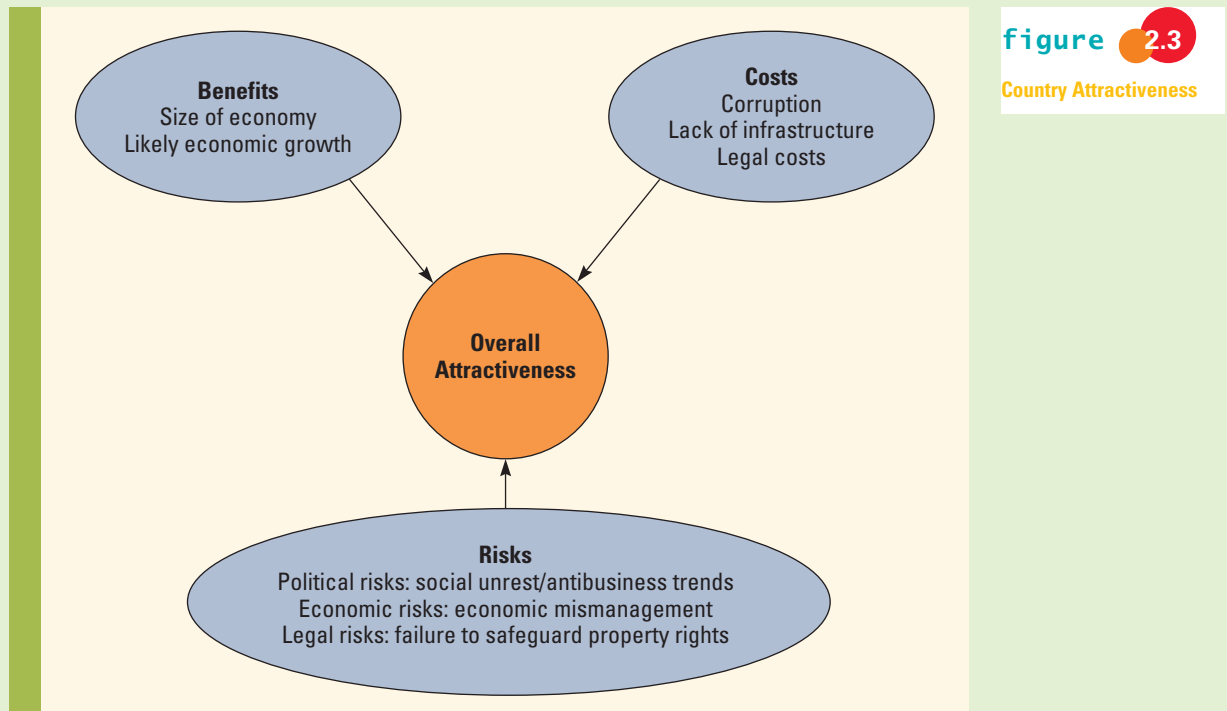 figure 2.3
Country Attractiveness
Benefits
Size of economy
Likely economic growth
Costs
Corruption
Lack of infrastructure
Legal costs
Overall
Attractiveness
Risks
Political risks: social unrest/antibusiness trends
Economic risks: economic mismanagement
Legal risks: failure to safeguard property rights